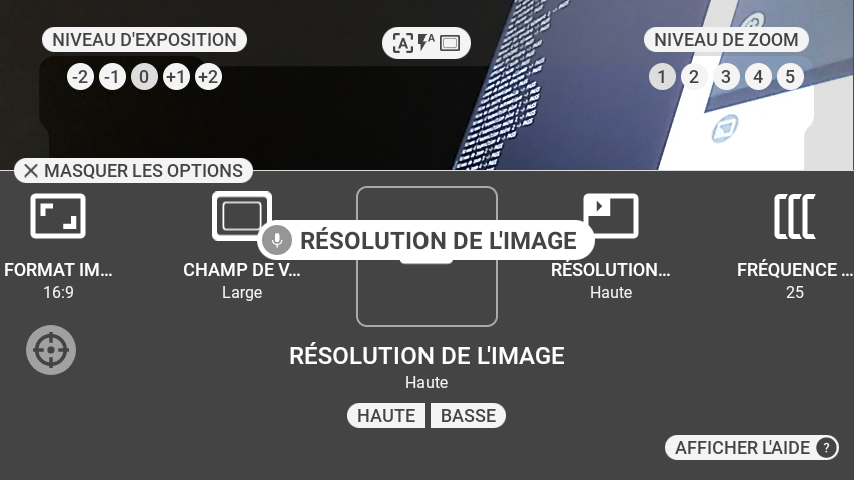 NIVEAU D'EXPOSITION
-2 -1 0 +1 +2
A A
NIVEAU DE ZOOM
1 2 3 4 5
MASQUER LES OPTIONS
FORMAT IM...
16:9
CHAMP DE V...
Large
RÉSOLUTION DE L'IMAGE
RÉSOLUTION...
Haute
FRÉQUENCE ...
25
RÉSOLUTION DE L'IMAGE
Haute
HAUTE BASSE
AFFICHER L'AIDE ?